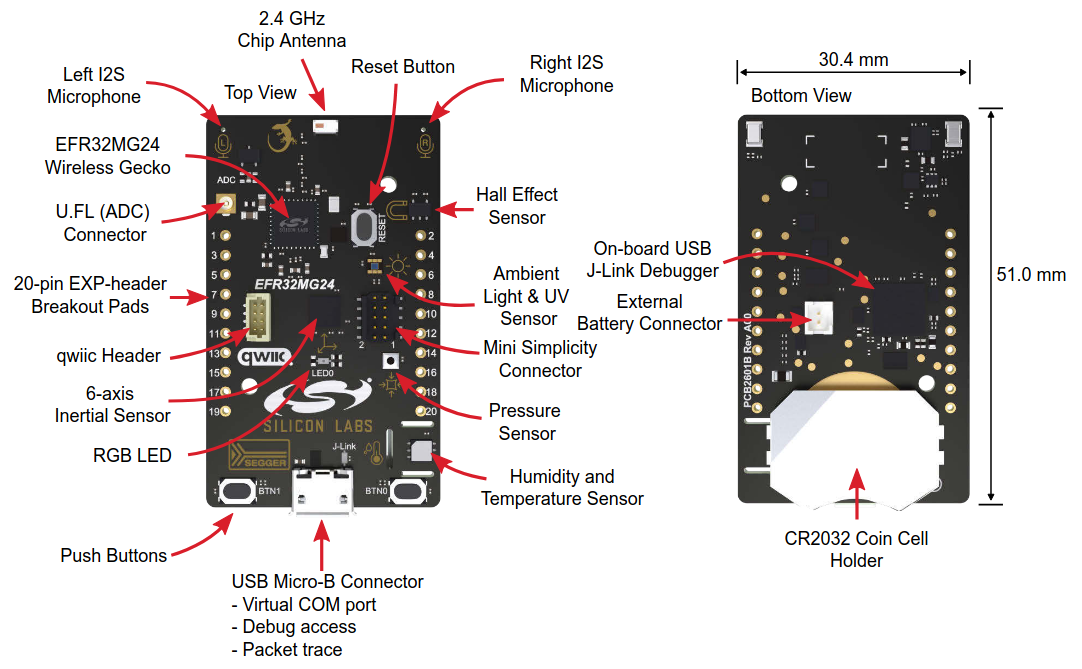 2.4 GHz
Chip Antenna
Left I2S
Microphone
Top View
Reset Button
Right I2S
Microphone
EFR32MG24
Wireless Gecko
U.FL (ADC)
Connector
20-pin EXP-header
Breakout Pads
qwiic Header
6-axis
Inertial Sensor
RGB LED
Push Buttons
Hall Effect
Sensor
Ambient
Light & UV
Sensor
Mini Simplicity
Connector
Pressure
Sensor
Humidity and
Temperature Sensor
USB Micro-B Connector
- Virtual COM port
- Debug access
- Packet trace
L
R
ADC
SILICON LABS
RESET
1
3
5
7
9
11
13
15
17
19
2
4
6
8
10
12
14
16
18
20
EFR32MG24
2 1
qwiic
LED0
SILICON LABS
SEGGER
J-Link
BTN1
BTN0
30.4 mm
Bottom View
51.0 mm
On-board USB
J-Link Debugger
External
Battery Connector
PCB2601B Rev A00
CR2032 Coin Cell
Holder